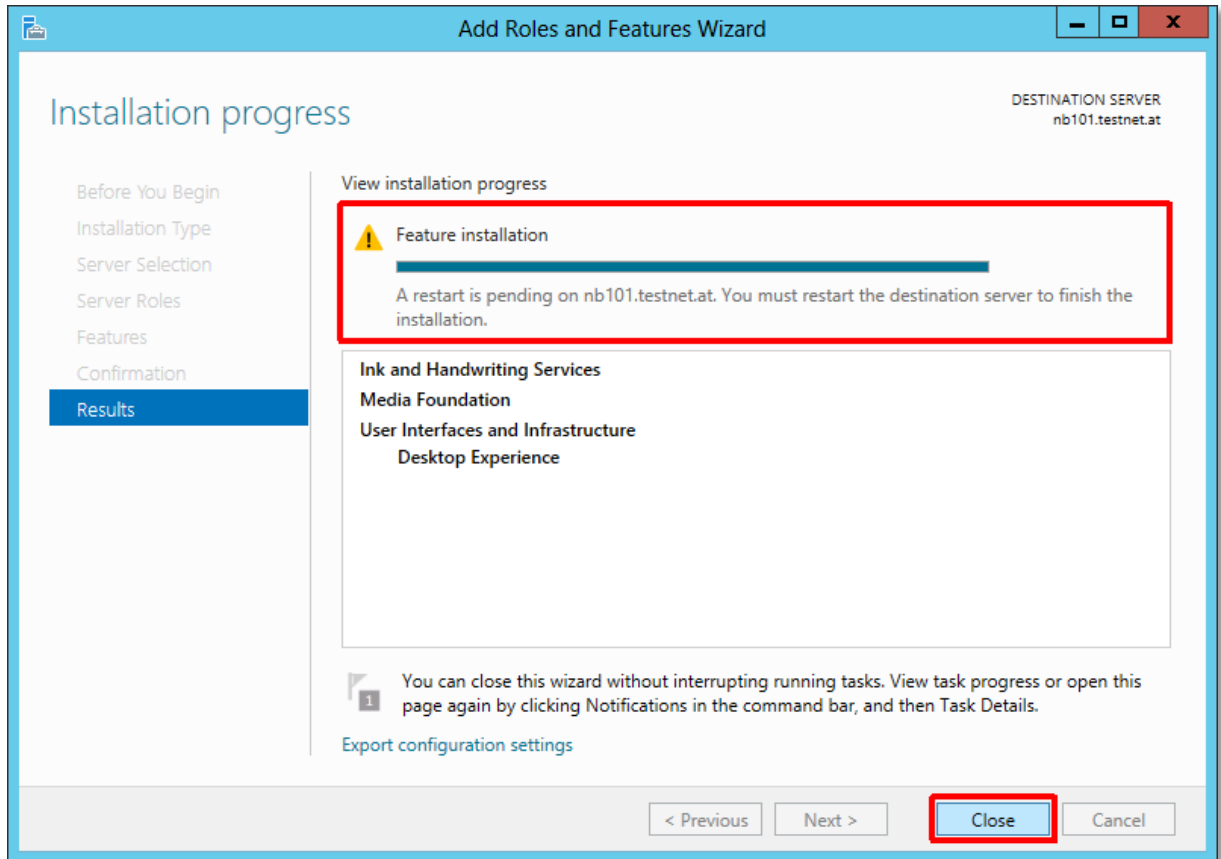 Add Roles and Features Wizard
Installation progress
DESTINATION SERVER
nb101.testnet.at
Before You Begin
Installation Type
Server Selection
Server Roles
Features
Confirmation
Results
View installation progress
Feature installation
A restart is pending on nb101.testnet.at. You must restart the destination server to finish the
installation.
Ink and Handwriting Services
Media Foundation
User Interfaces and Infrastructure
Desktop Experience
1
You can close this wizard without interrupting running tasks. View task progress or open this
page again by clicking Notifications in the command bar, and then Task Details.
Export configuration settings
< Previous
Next >
Close
Cancel